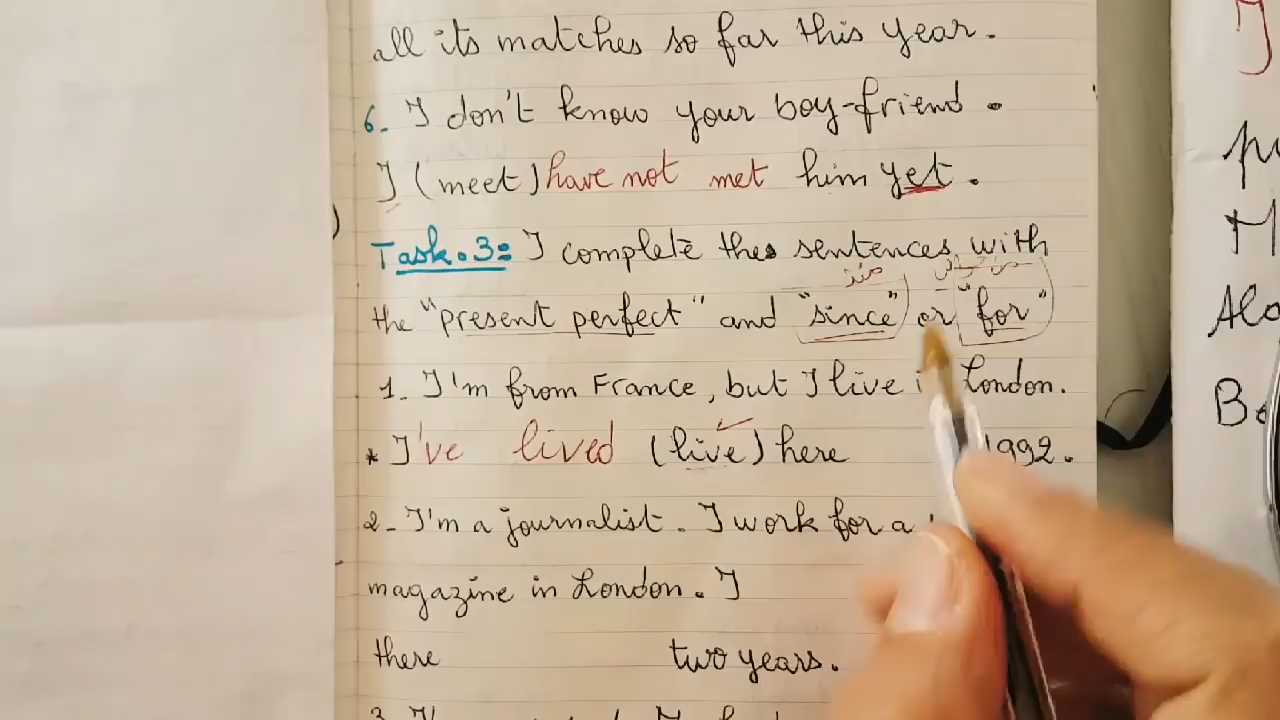 all its matches so far this year.
6. I don't know your boy-friend.
I (meet) have not met him yet.
Task.3: I complete thes sentences with
منذ
the "present perfect" and "since" or "for"
1. I'm from France, but I live London.
* I've lived (live) here 1992.
2- I'm a journalist. I work for a
magazine in London. I
there two years.